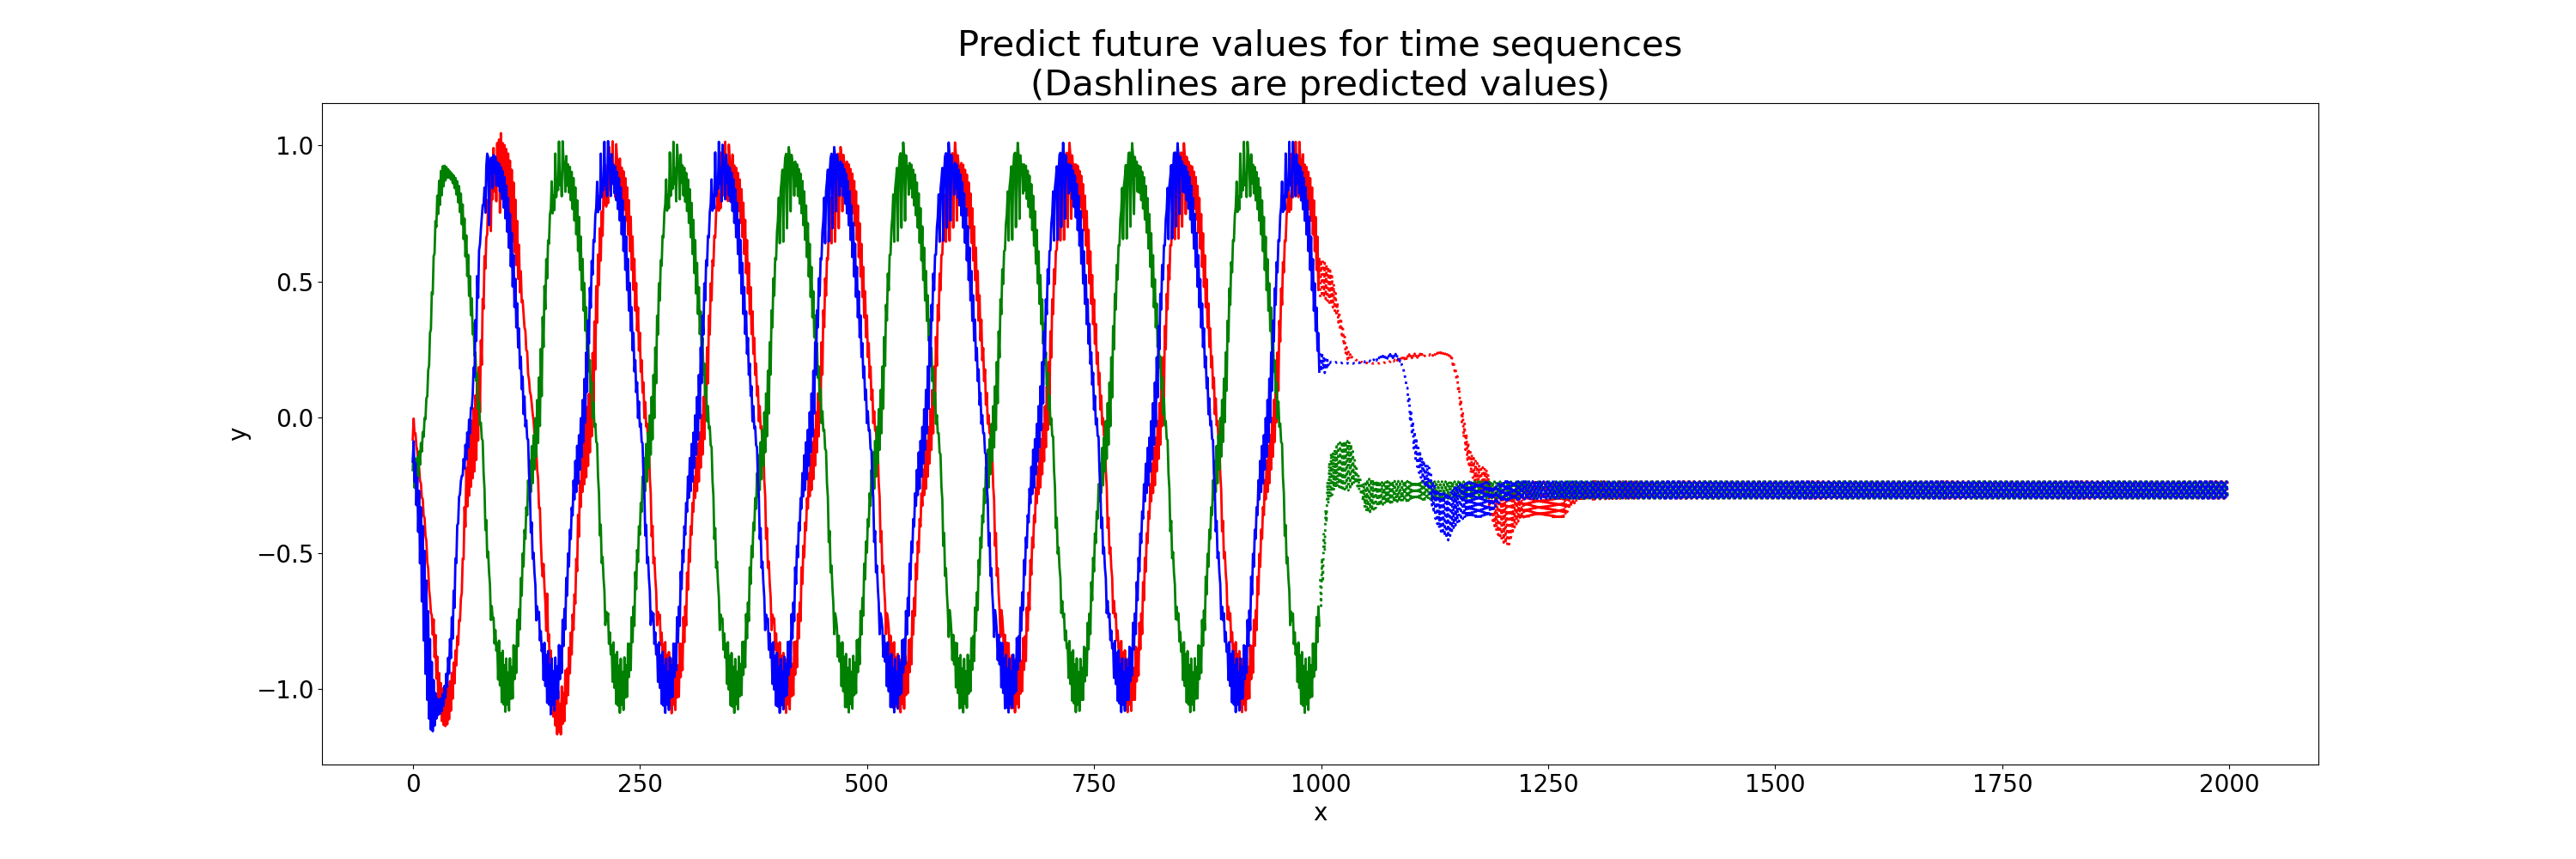 Predict future values for time sequences
(Dashlines are predicted values)
1.0
0.5
0.0
−0.5
−1.0
y
0 250 500 750 1000 1250 1500 1750 2000
x